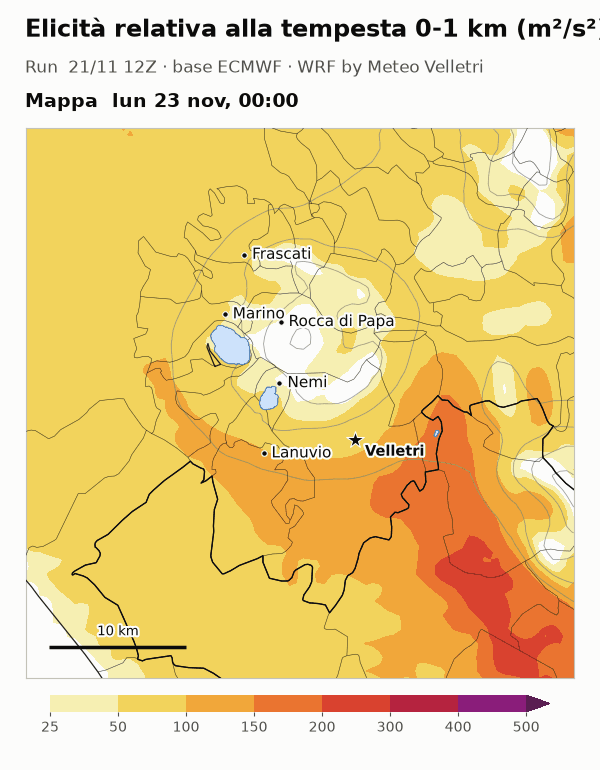 Elicità relativa alla tempesta 0-1 km (m²/s²)
Run 21/11 12Z · base ECMWF · WRF by Meteo Velletri
Mappa lun 23 nov, 00:00
Frascati
Marino
Rocca di Papa
Nemi
Velletri
Lanuvio
10 km
25 50 100 150 200 300 400 500